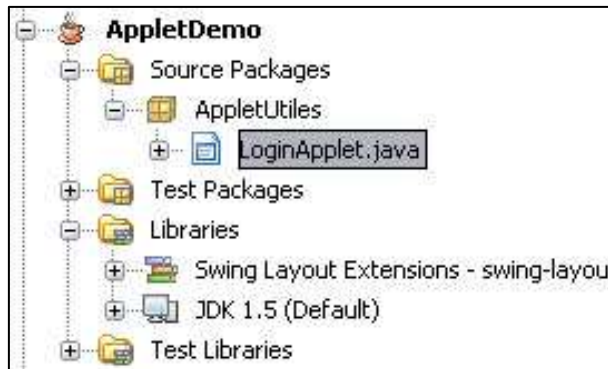 AppletDemo
Source Packages
AppletUtiles
LoginApplet.java
Test Packages
Libraries
Swing Layout Extensions - swing-layou
JDK 1.5 (Default)
Test Libraries